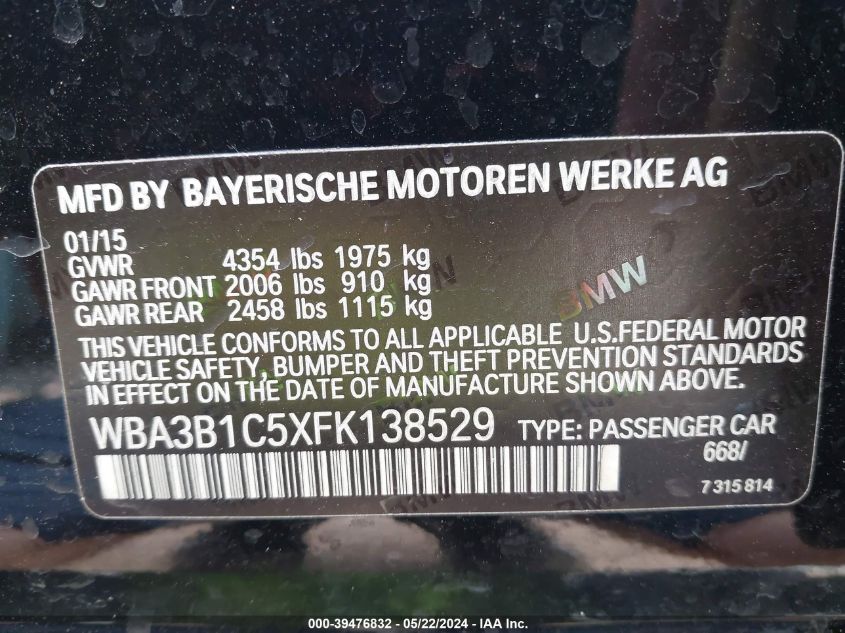 MFD BY BAYERISCHE MOTOREN WERKE AG
01/15
GVWR 4354 lbs 1975 kg
GAWR FRONT 2006 lbs 910 kg
GAWR REAR 2458 lbs 1115 kg
BMW
THIS VEHICLE CONFORMS TO ALL APPLICABLE U.S.FEDERAL MOTOR
VEHICLE SAFETY, BUMPER AND THEFT PREVENTION STANDARDS
IN EFFECT ON THE DATE OF MANUFACTURE SHOWN ABOVE.
WBA3B1C5XFK138529 TYPE: PASSENGER CAR
668/
7 315 814
000-39476832 - 05/22/2024 - IAA Inc.